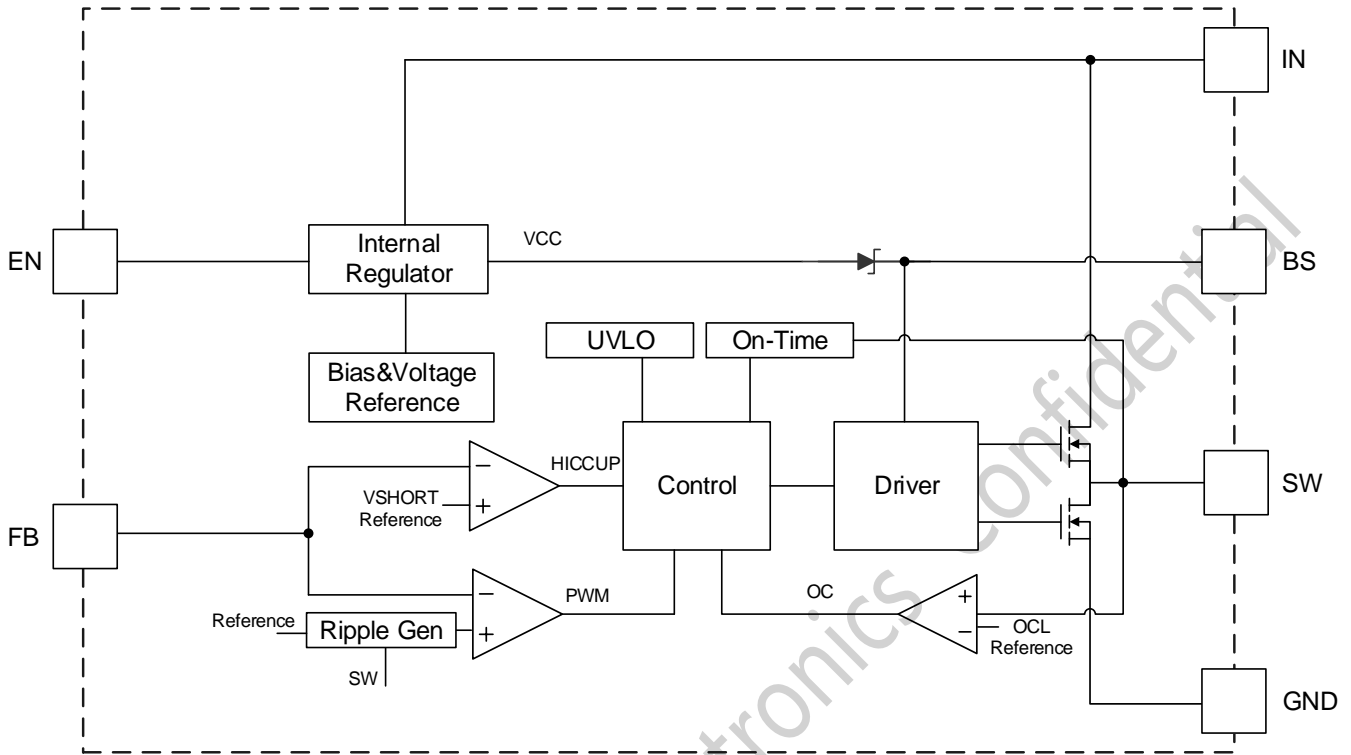 IN
EN
Internal
Regulator
VCC
BS
UVLO
On-Time
Bias&Voltage
Reference
HICCUP
−
VSHORT
Reference
+
Control
Driver
SW
FB
PWM
−
Reference
Ripple Gen
+
SW
OC
+
−
OCL
Reference
GND
tronics Confidential